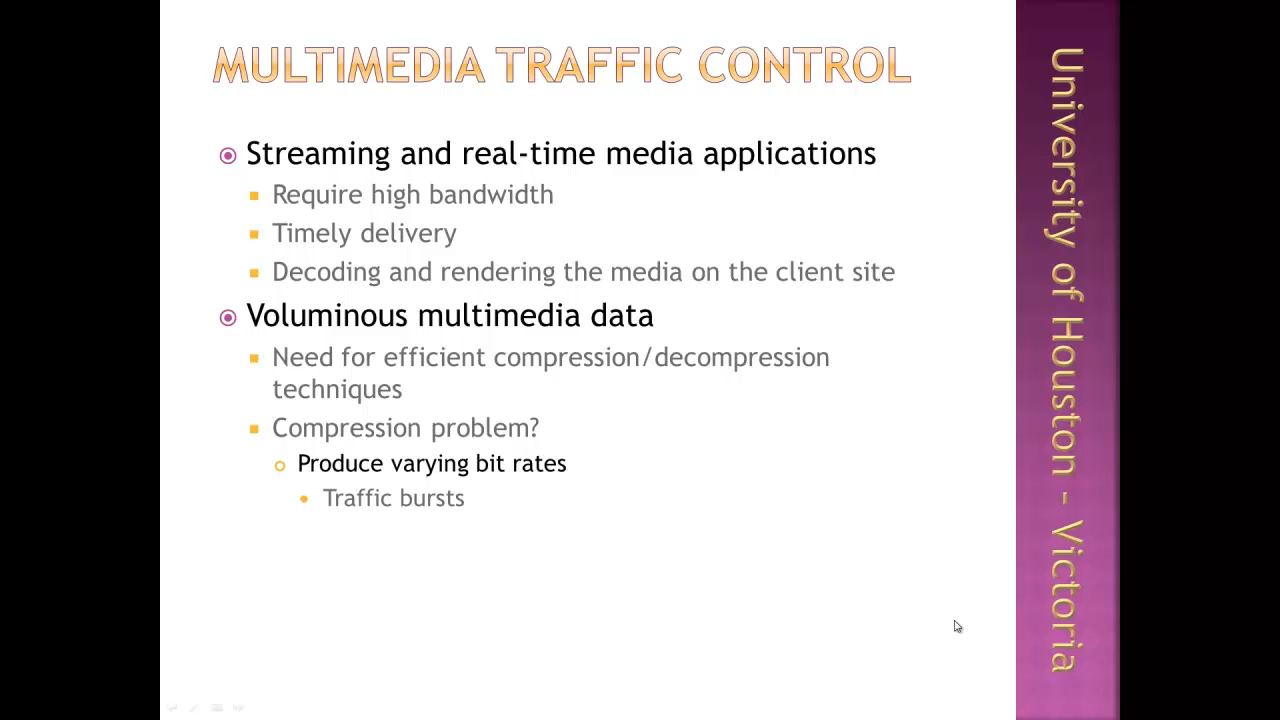 MULTIMEDIA TRAFFIC CONTROL
Streaming and real-time media applications
Require high bandwidth
Timely delivery
Decoding and rendering the media on the client site
Voluminous multimedia data
Need for efficient compression/decompression
techniques
Compression problem?
Produce varying bit rates
Traffic bursts
University of Houston - Victoria